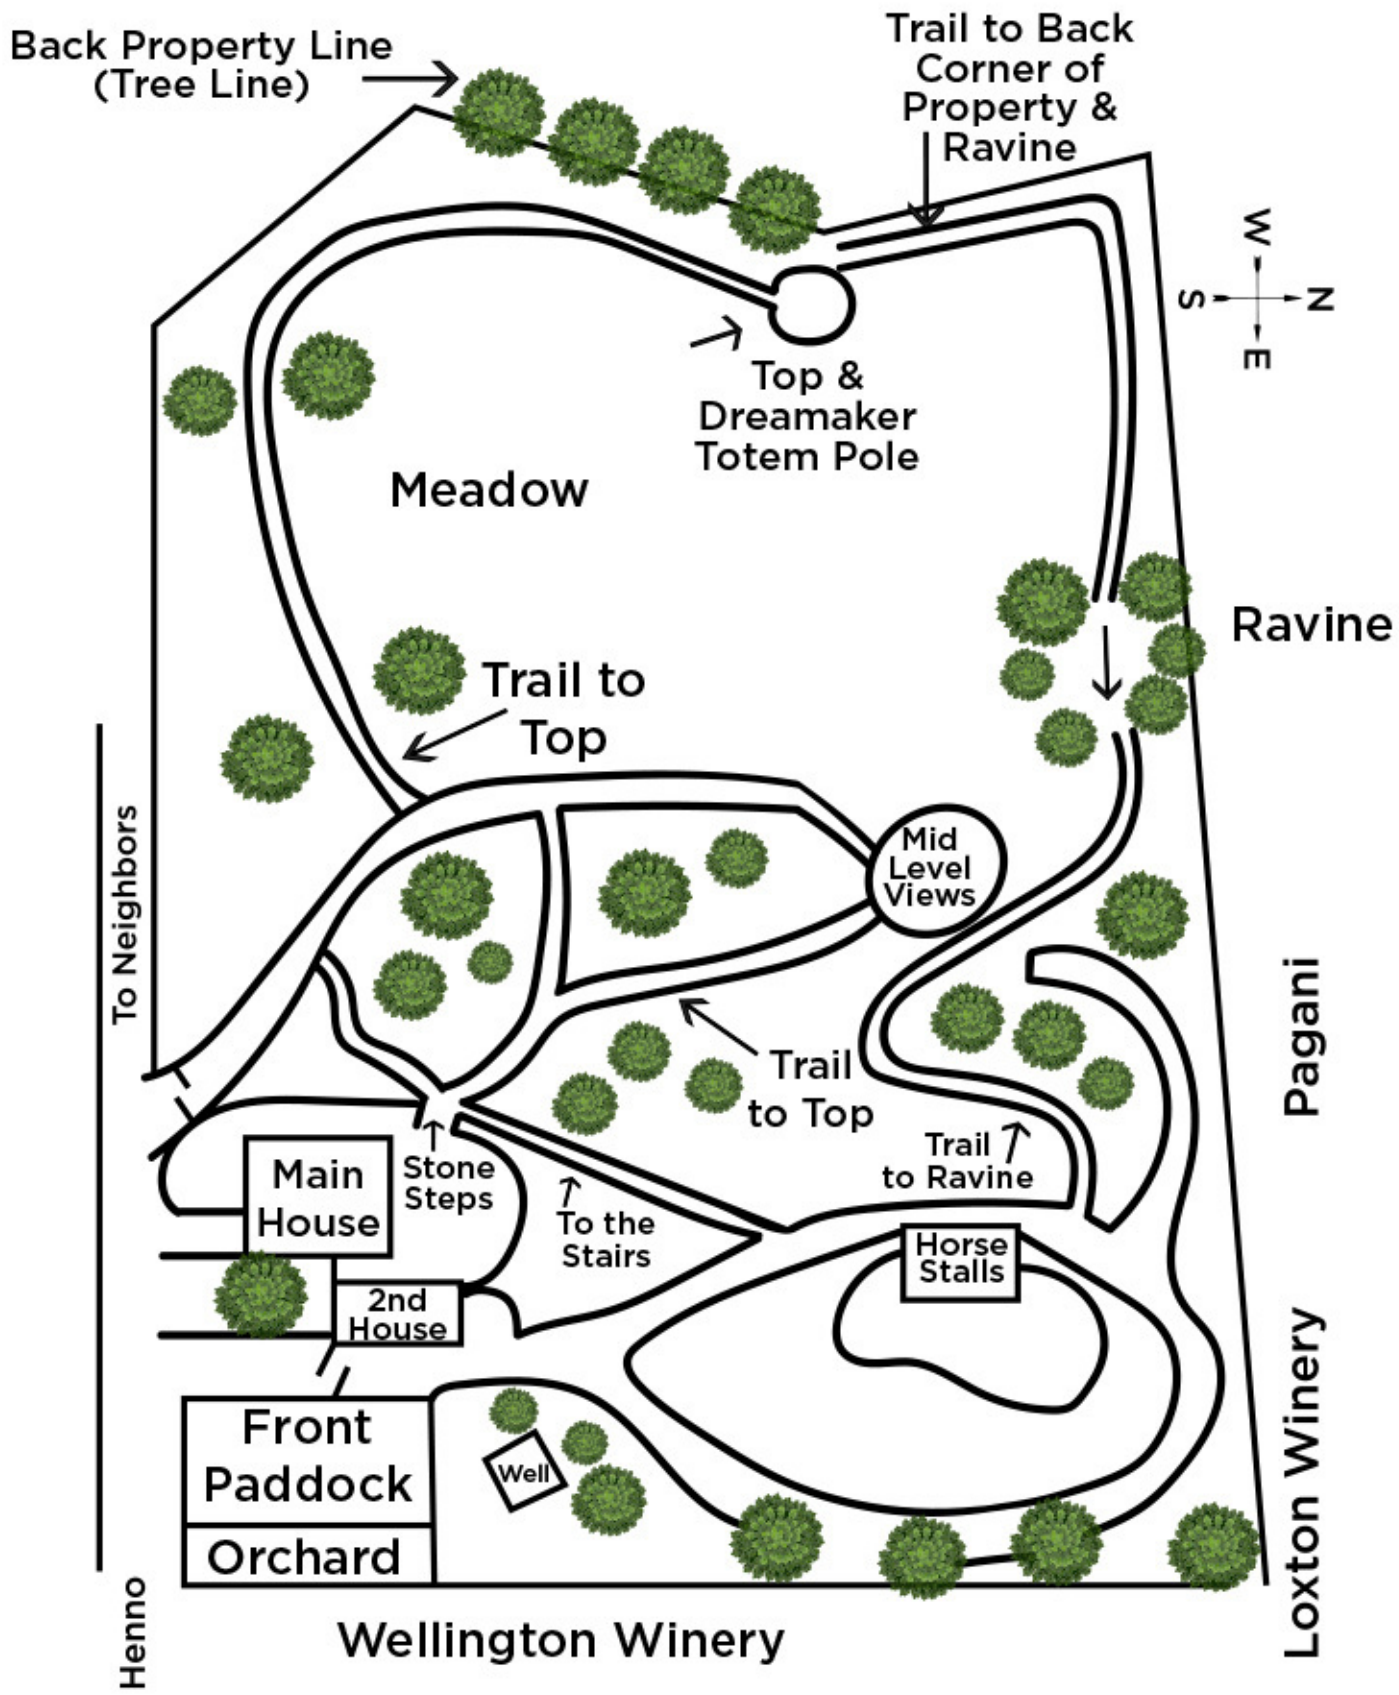 Back Property Line
(Tree Line)
Trail to Back
Corner of
Property &
Ravine
W
S
N
E
Top &
Dreamaker
Totem Pole
Meadow
Ravine
Trail to
Top
To Neighbors
Mid
Level
Views
Pagani
Trail
to Top
Trail
to Ravine
Main
House
Stone
Steps
To the
Stairs
Horse
Stalls
2nd
House
Front
Paddock
Well
Orchard
Loxton Winery
Henno
Wellington Winery